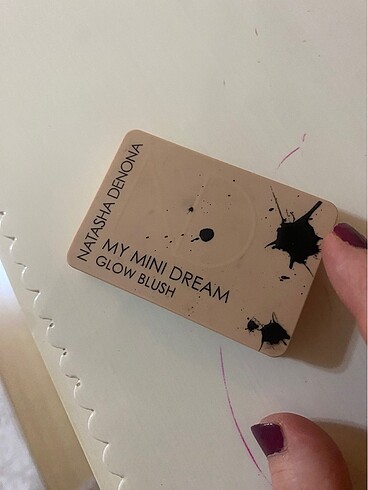 NATASHA DENONA
MY MINI DREAM
GLOW BLUSH